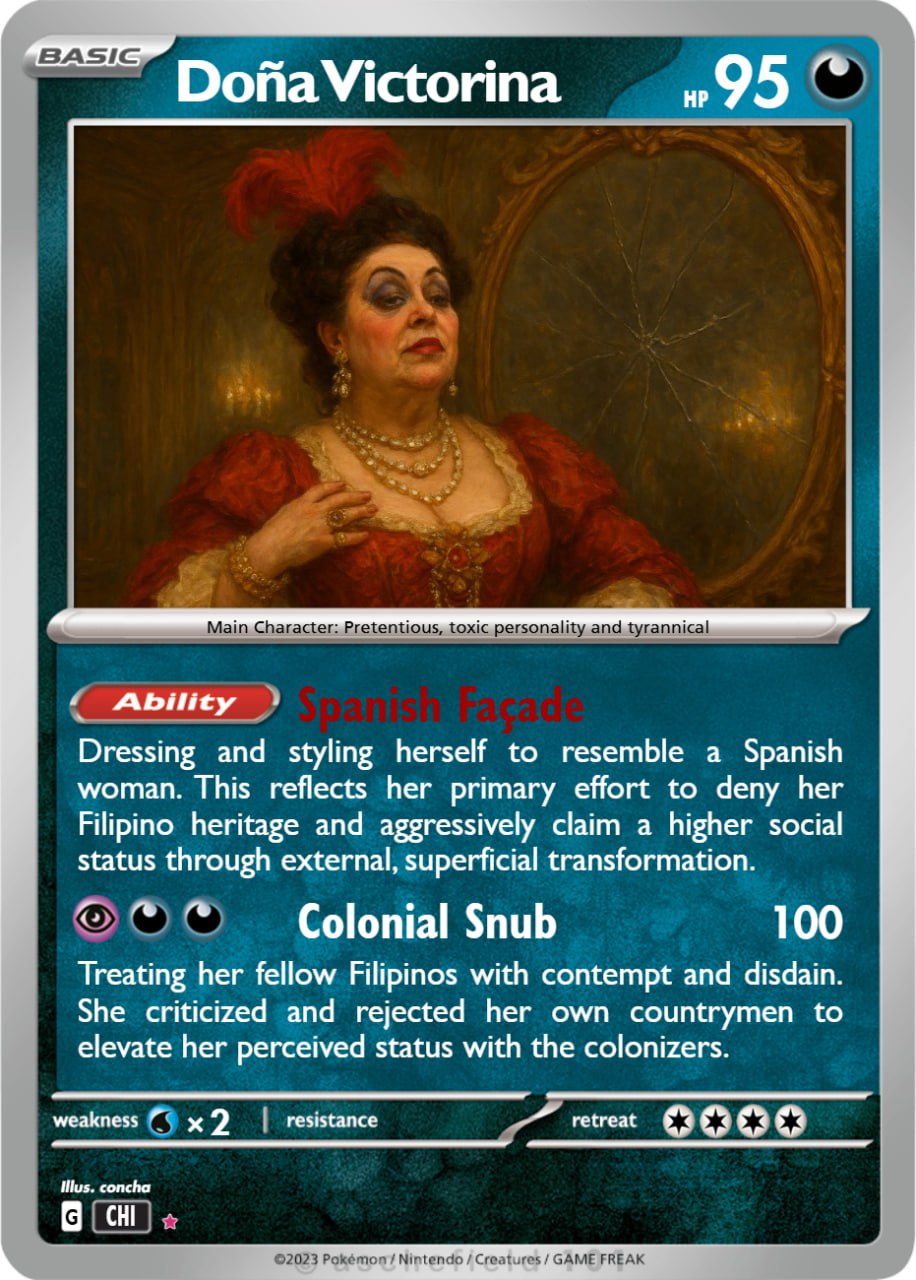 BASIC
Doña Victorina
HP 95
Main Character: Pretentious, toxic personality and tyrannical
Ability Spanish Façade
Dressing and styling herself to resemble a Spanish
woman. This reflects her primary effort to deny her
Filipino heritage and aggressively claim a higher social
status through external, superficial transformation.
Colonial Snub 100
Treating her fellow Filipinos with contempt and disdain.
She criticized and rejected her own countrymen to
elevate her perceived status with the colonizers.
weakness ×2 | resistance retreat
Illus. concha
G CHI
©2023 Pokémon / Nintendo / Creatures / GAME FREAK